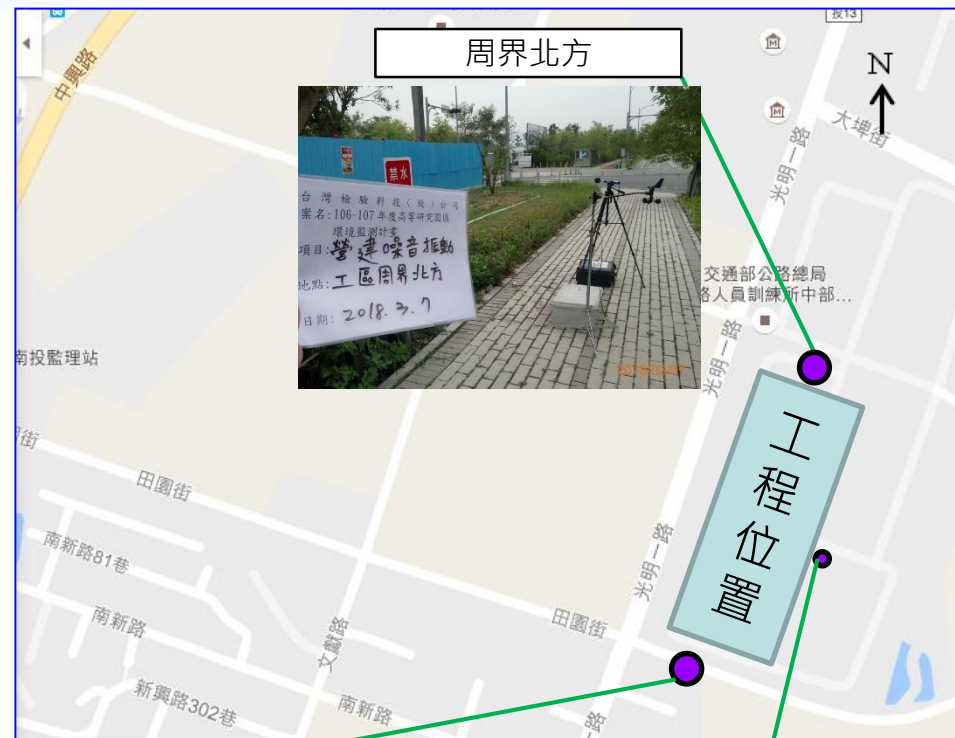 投13
周界北方
N
中興路
大埤街
光明一路
禁水
台灣檢驗科技(股)公司
案名:106-107年度高等研究園區
環境監測計畫
項目:營建噪音振動
地點:工區周界北方
日期:2018.3.7
交通部公路總局
路人員訓練所中部...
南投監理站
光明一路
工程位置
田園街
南新路81巷
光明一路
南新路
文獻路
田園街
新興路302巷
南新路